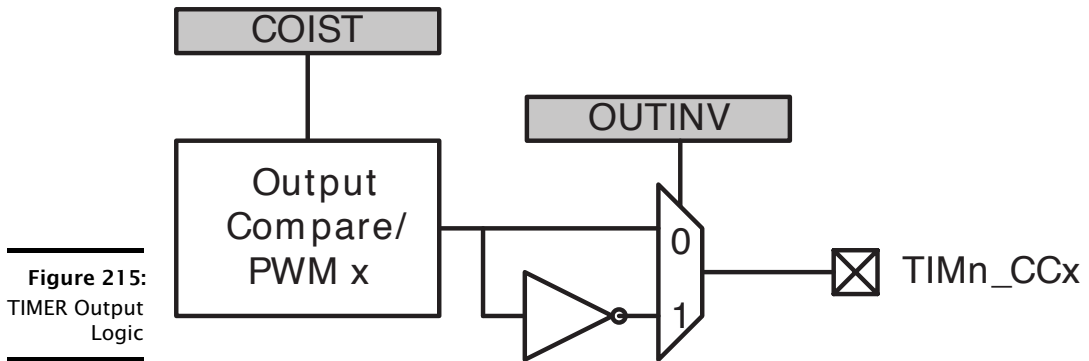 COIST
OUTINV
Output
Compare/
PWM x
0
1
TIMn_CCx
Figure 215:
TIMER Output
Logic